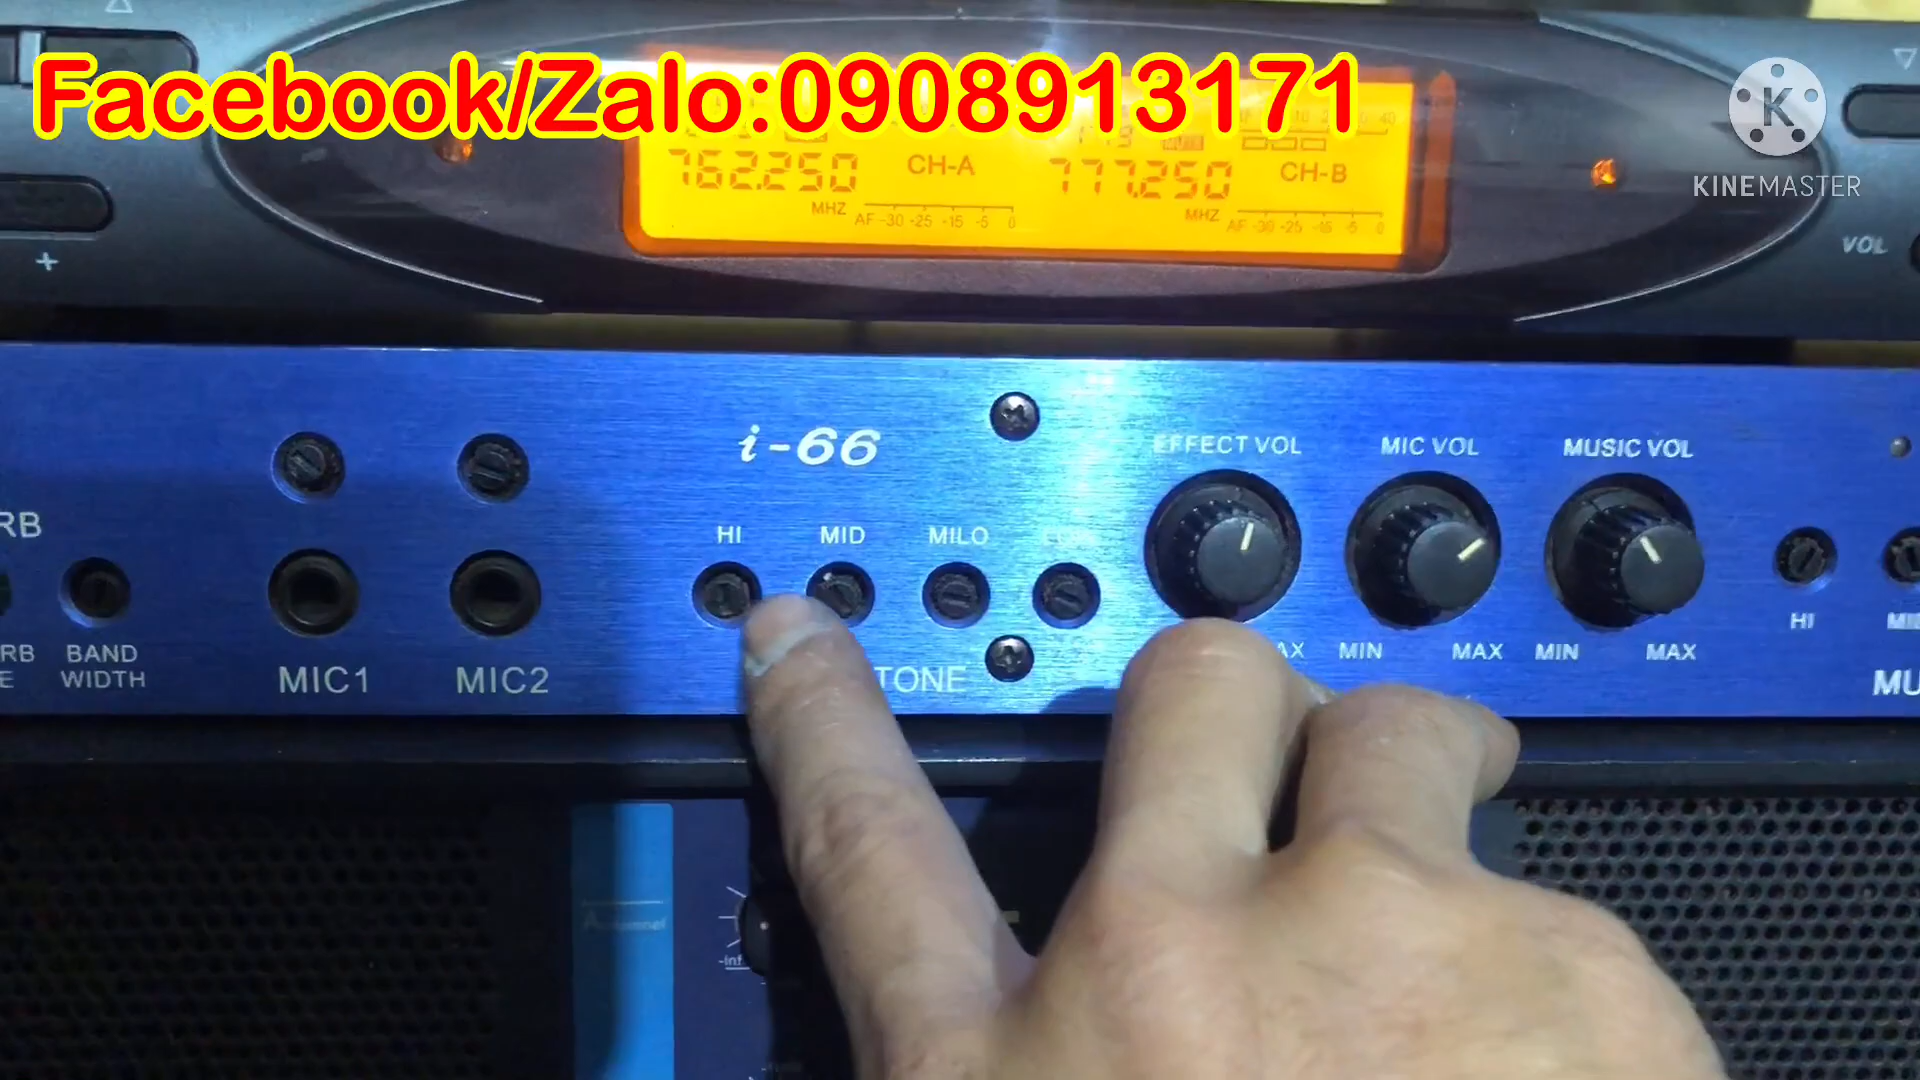 Facebook/Zalo:0908913171
KINEMASTER
762.250 CH-A 777.250 CH-B
MHZ AF -30 -25 -15 -5 0 MHZ AF -30 -25 -15 -5 0
VOL
+
i-66
EFFECT VOL MIC VOL MUSIC VOL
RB
HI MID MILO
HI
MIN MAX MIN MAX
BAND
WIDTH
MIC1 MIC2 TONE
-inf.